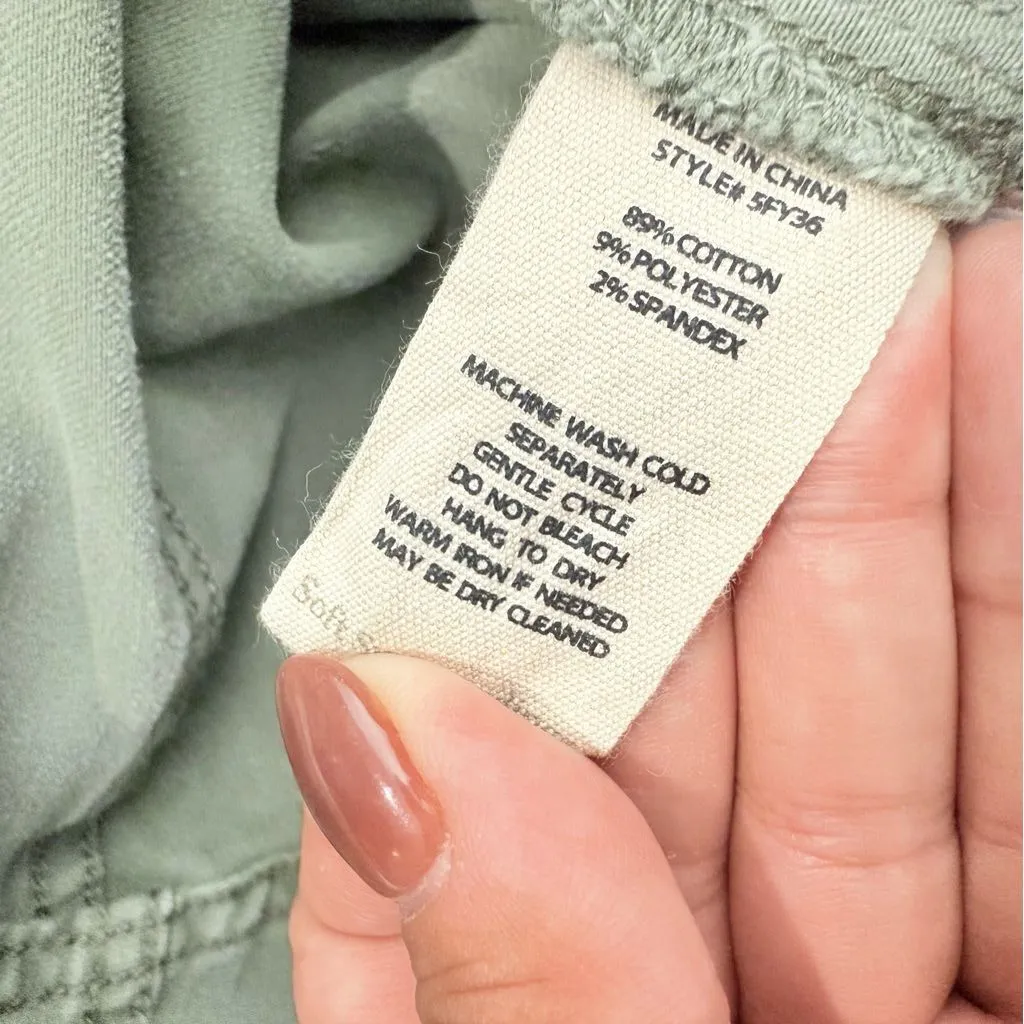 MADE IN CHINA
STYLE# 5FY36
89% COTTON
9% POLYESTER
2% SPANDEX
MACHINE WASH COLD
SEPARATELY
GENTLE CYCLE
DO NOT BLEACH
HANG TO DRY
WARM IRON IF NEEDED
MAY BE DRY CLEANED
Soft